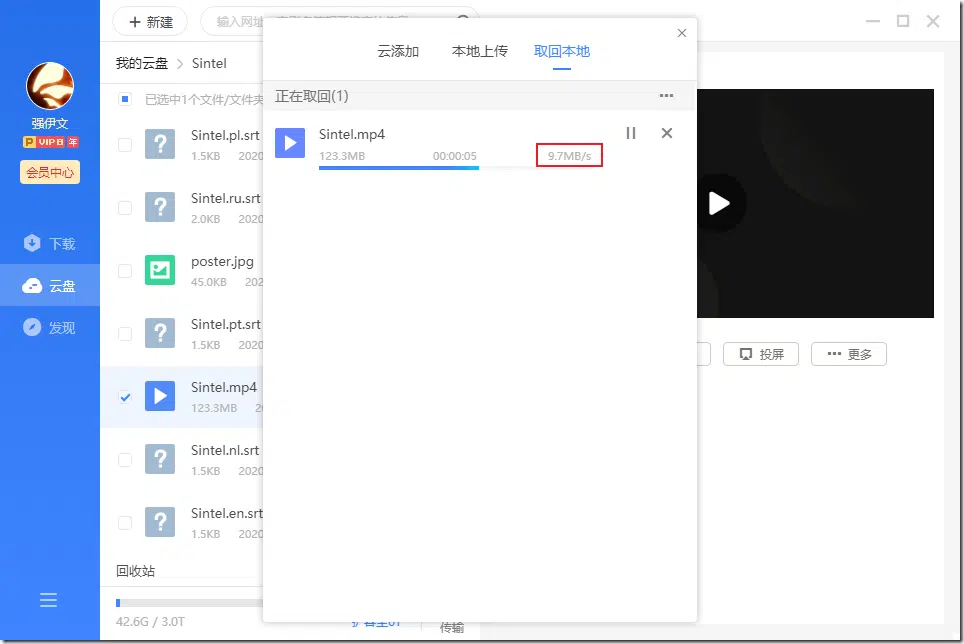 新建
输入网址
我的云盘 > Sintel
强伊文
P VIP 8 年
会员中心
下载
云盘
发现
已选中1个文件/文件夹
Sintel.pl.srt
1.5KB 2020
Sintel.ru.srt
2.0KB 2020
poster.jpg
45.0KB 202
Sintel.pt.srt
1.5KB 2020
Sintel.mp4
123.3MB 20
Sintel.nl.srt
1.5KB 2020
Sintel.en.srt
1.5KB 2020
回收站
42.6G / 3.0T
传输
云添加 本地上传 取回本地
正在取回(1)
Sintel.mp4
123.3MB 00:00:05 9.7MB/s
投屏
更多